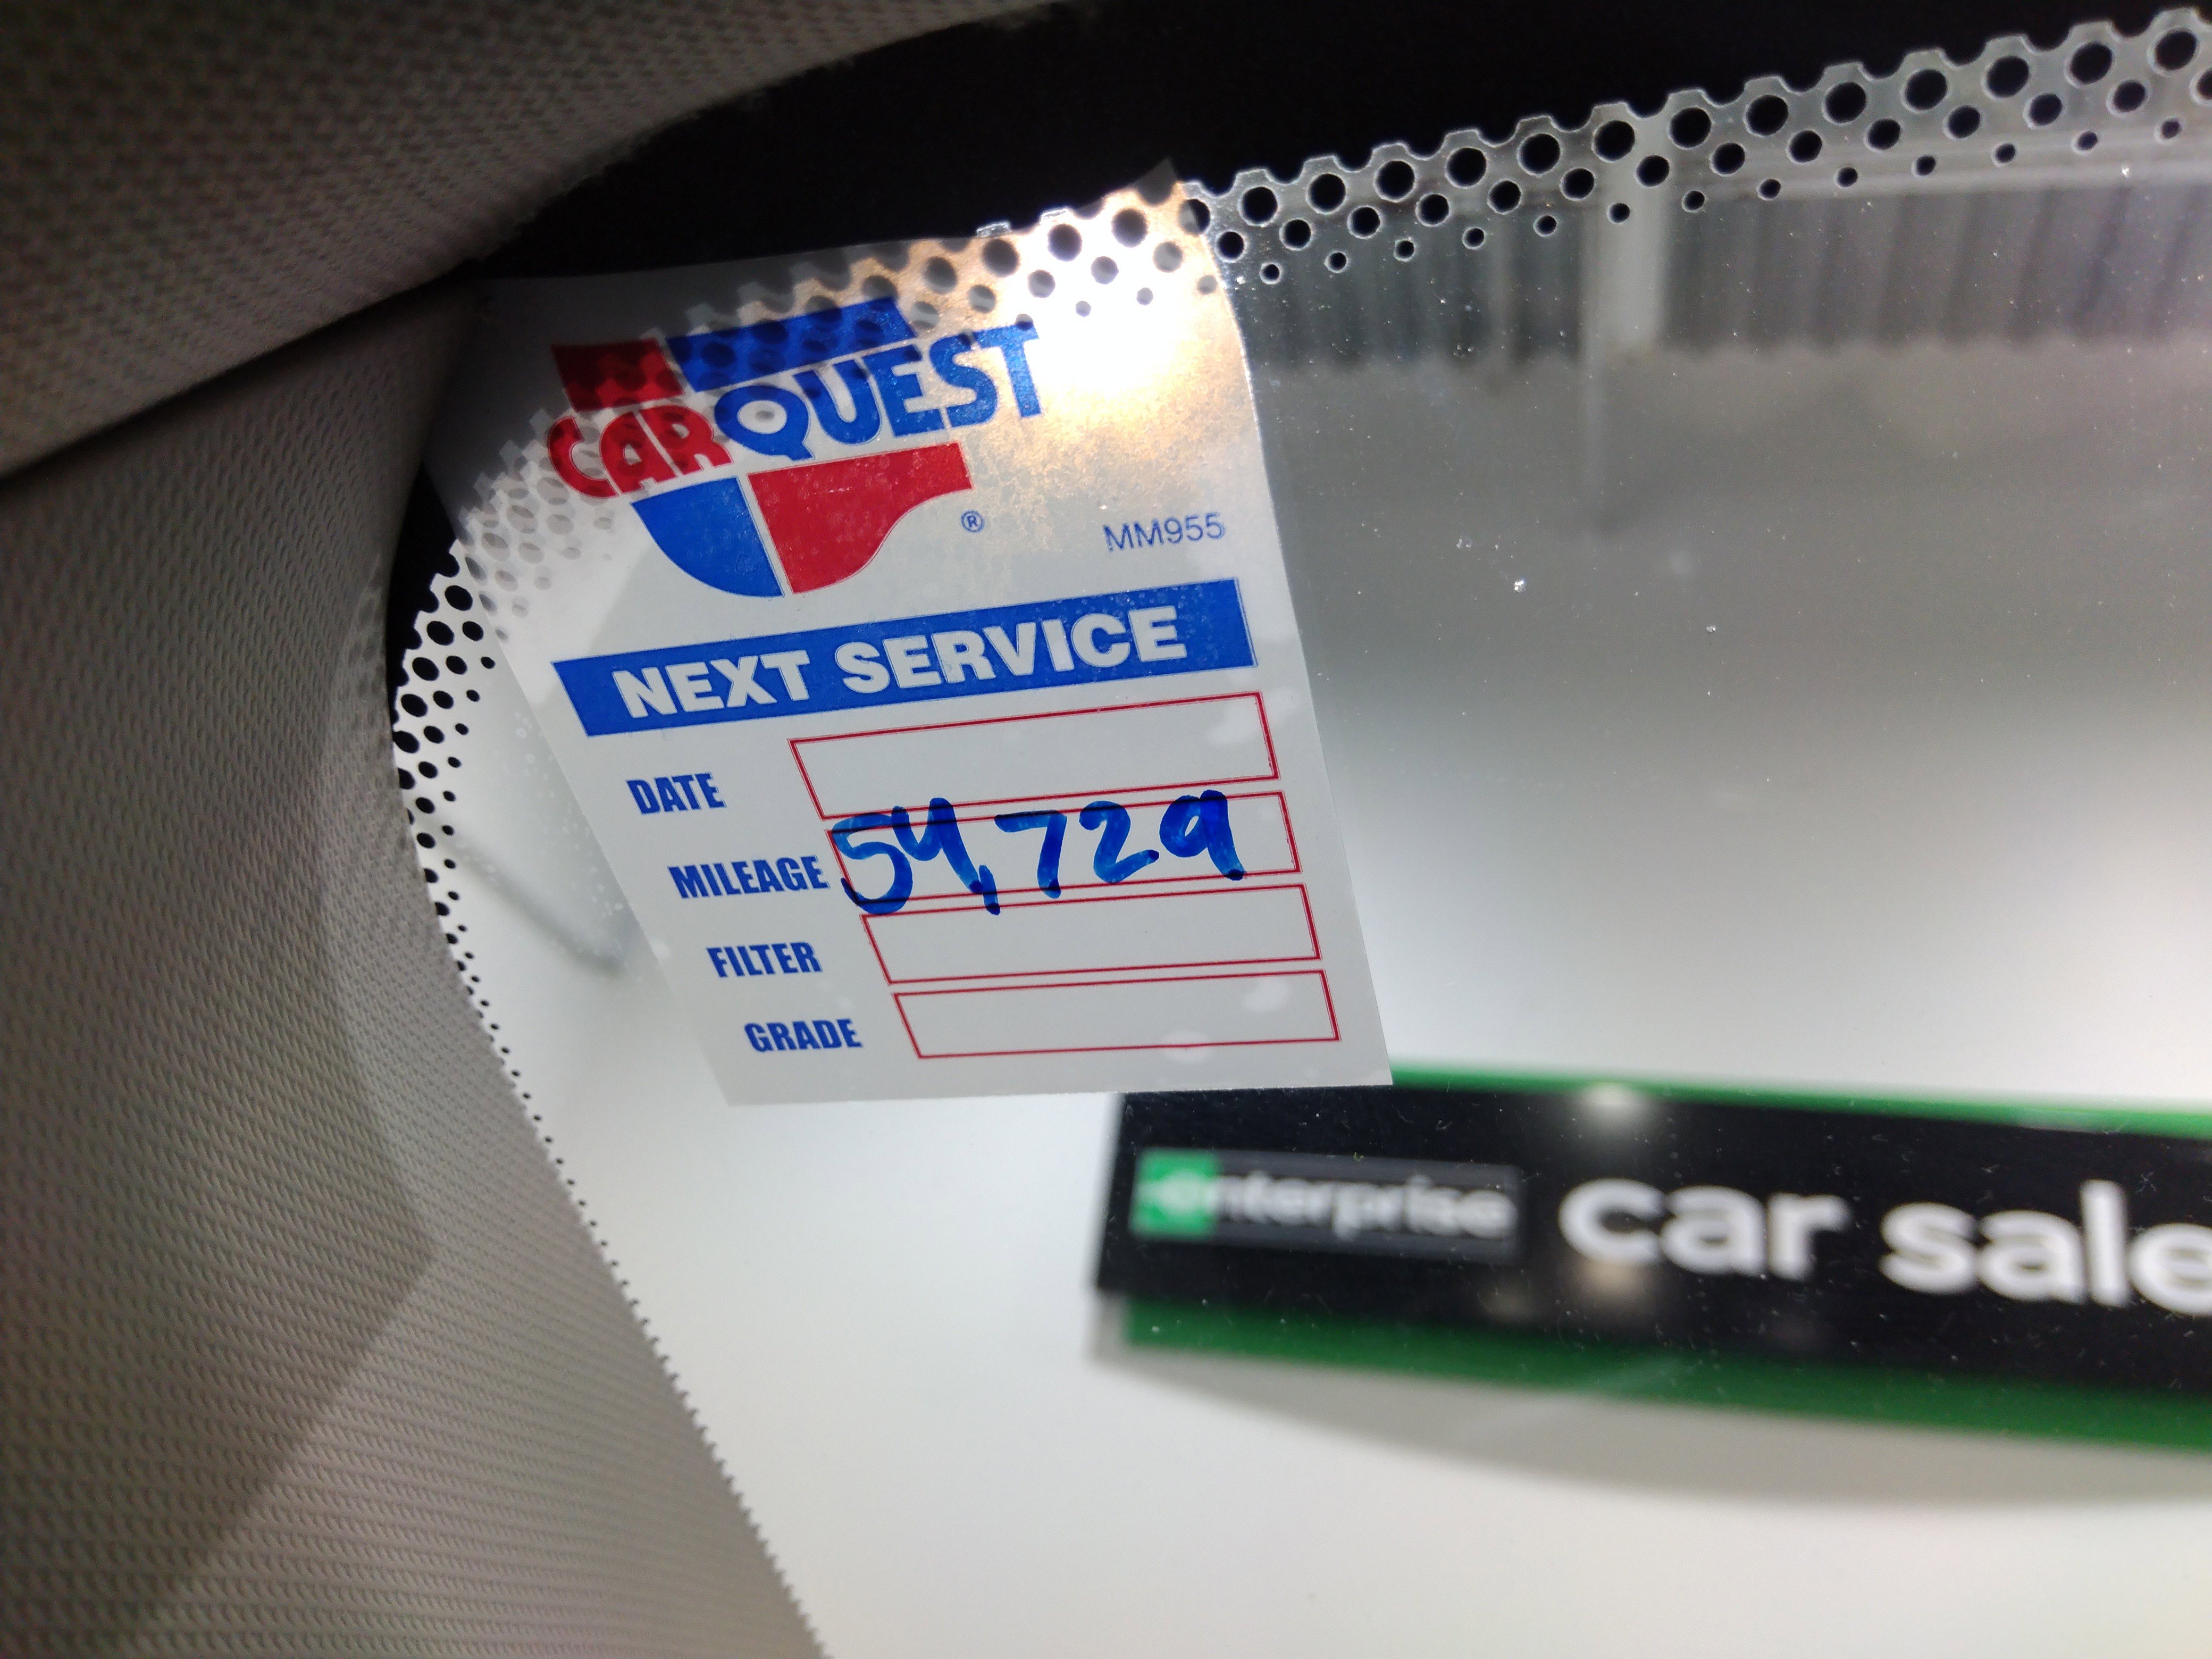 CARQUEST
®
MM955
NEXT SERVICE
DATE
MILEAGE 54,729
FILTER
GRADE
enterprise car sale